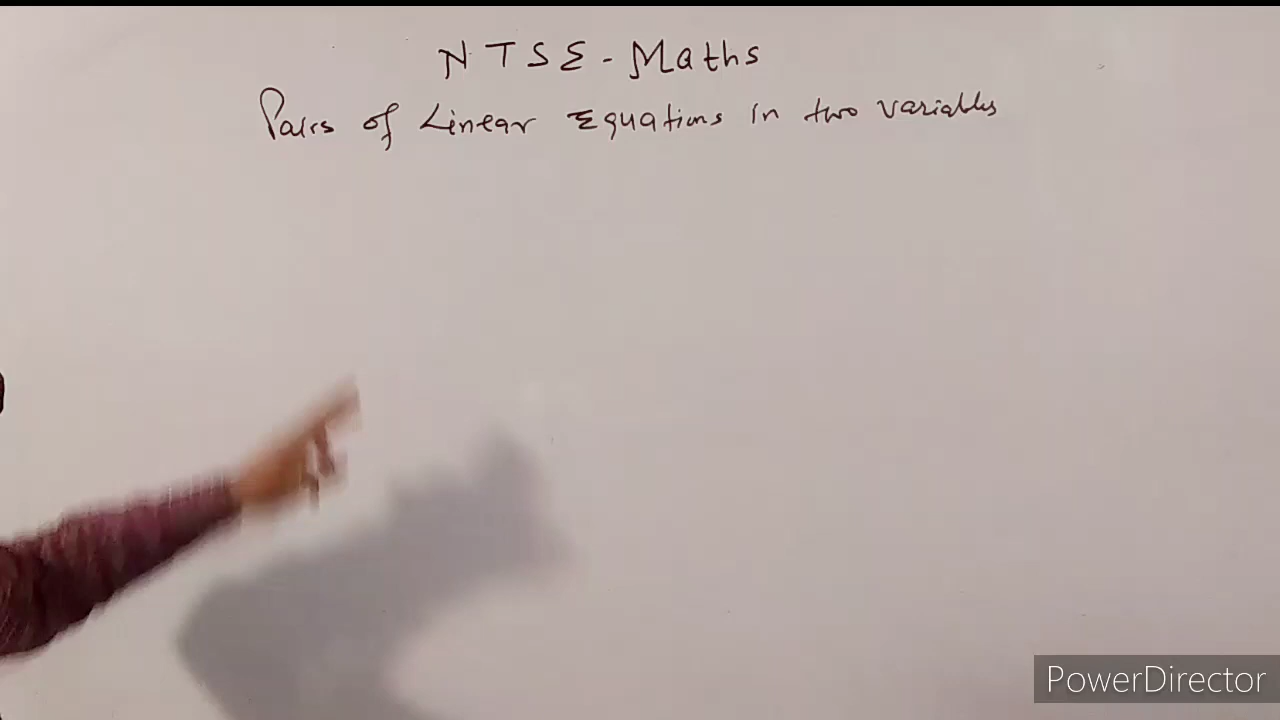 NTSE - Maths
Pairs of Linear Equations in two variables
PowerDirector